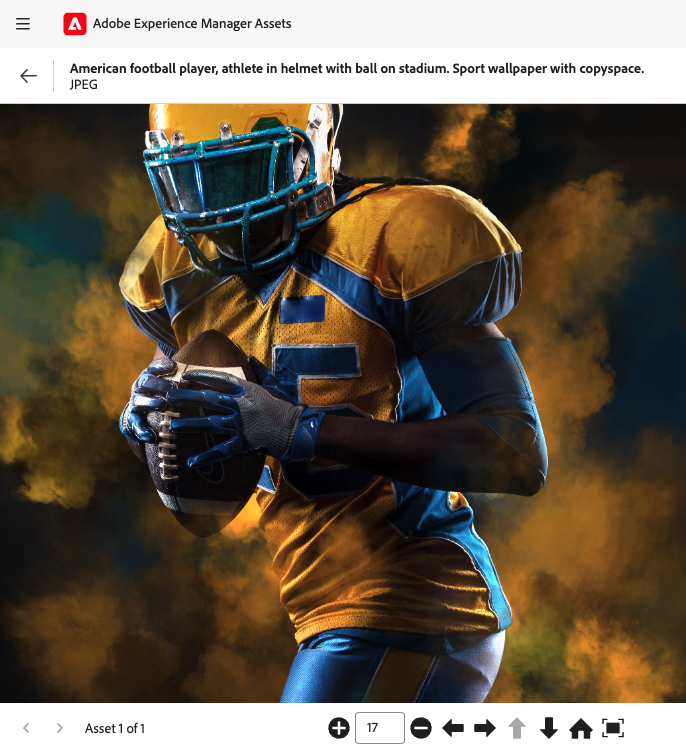 Adobe Experience Manager Assets
American football player, athlete in helmet with ball on stadium. Sport wallpaper with copyspace.
JPEG
5
Asset 1 of 1
17